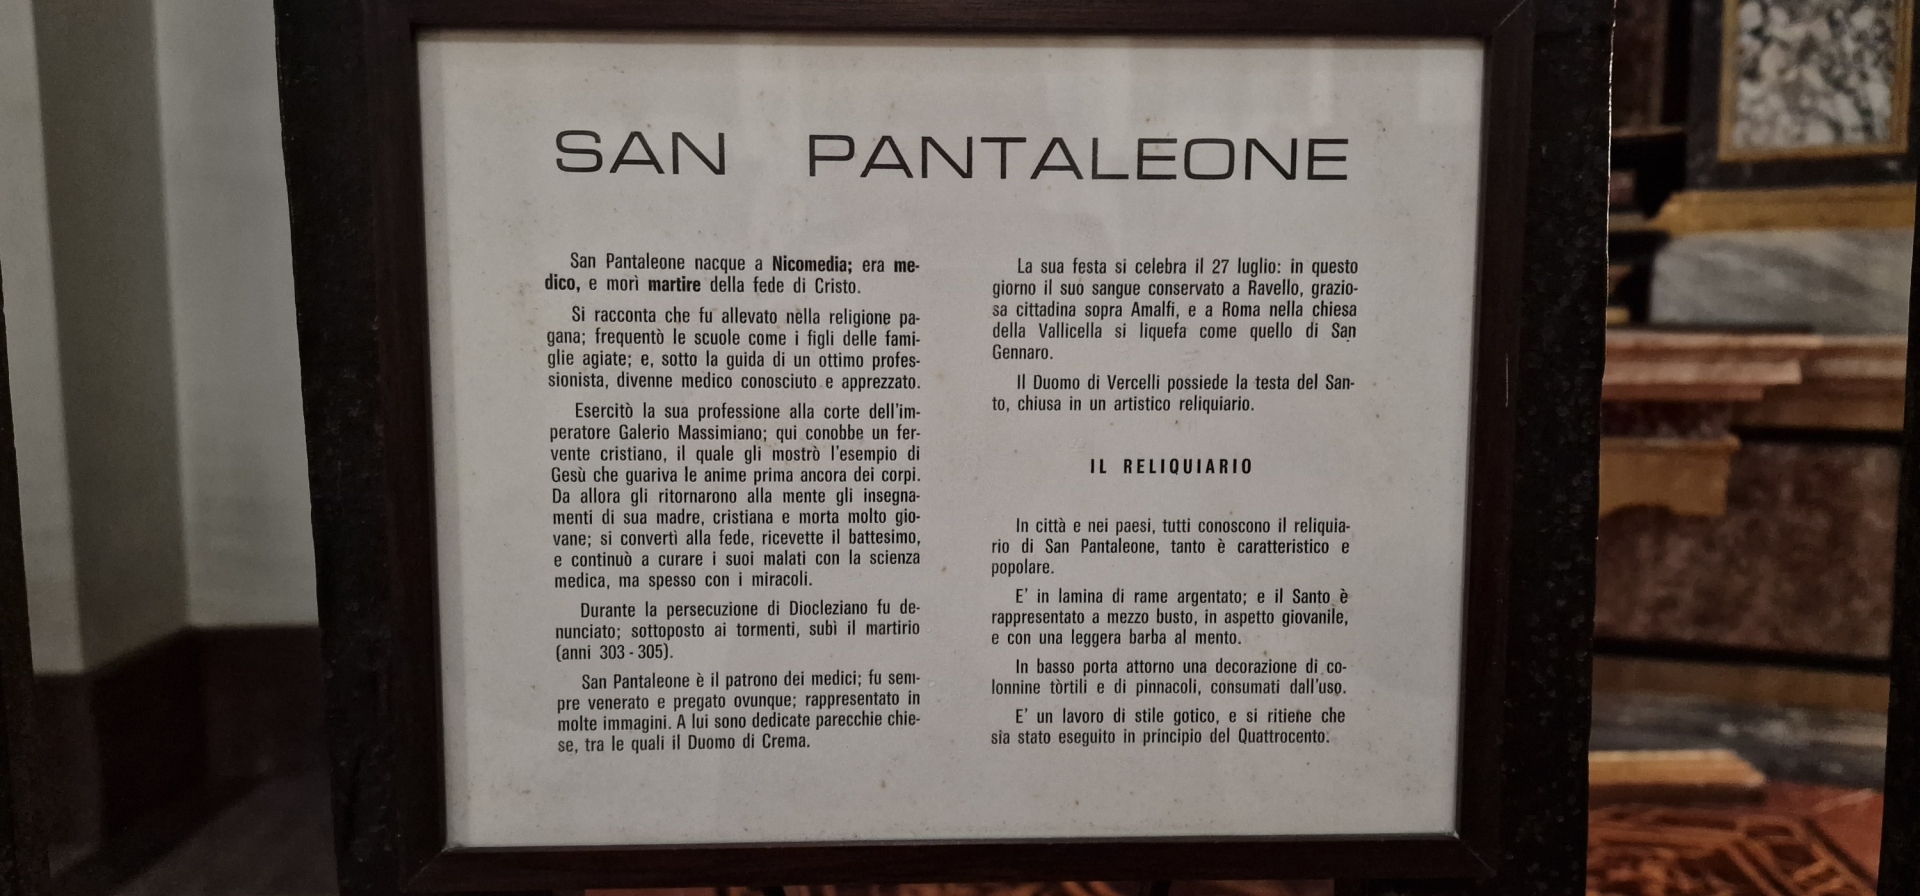 SAN PANTALEONE
San Pantaleone nacque a Nicomedia; era me-
dico, e morì martire della fede di Cristo.
Si racconta che fu allevato nella religione pa-
gana; frequentò le scuole come i figli delle fami-
glie agiate; e, sotto la guida di un ottimo profes-
sionista, divenne medico conosciuto e apprezzato.
Esercitò la sua professione alla corte dell'im-
peratore Galerio Massimiano; qui conobbe un fer-
vente cristiano, il quale gli mostrò l'esempio di
Gesù che guariva le anime prima ancora dei corpi.
Da allora gli ritornarono alla mente gli insegna-
menti di sua madre, cristiana e morta molto gio-
vane; si convertì alla fede, ricevette il battesimo,
e continuò a curare i suoi malati con la scienza
medica, ma spesso con i miracoli.
Durante la persecuzione di Diocleziano fu de-
nunciato; sottoposto ai tormenti, subì il martirio
(anni 303 - 305).
San Pantaleone è il patrono dei medici; fu sem-
pre venerato e pregato ovunque; rappresentato in
molte immagini. A lui sono dedicate parecchie chie-
se, tra le quali il Duomo di Crema.
La sua festa si celebra il 27 luglio: in questo
giorno il suo sangue conservato a Ravello, grazio-
sa cittadina sopra Amalfi, e a Roma nella chiesa
della Vallicella si liquefa come quello di San
Gennaro.
Il Duomo di Vercelli possiede la testa del San-
to, chiusa in un artistico reliquiario.
IL RELIQUIARIO
In città e nei paesi, tutti conoscono il reliquia-
rio di San Pantaleone, tanto è caratteristico e
popolare.
E' in lamina di rame argentato; e il Santo è
rappresentato a mezzo busto, in aspetto giovanile,
e con una leggera barba al mento.
In basso porta attorno una decorazione di co-
lonnine tòrtili e di pinnacoli, consumati dall'uso.
E' un lavoro di stile gotico, e si ritiene che
sia stato eseguito in principio del Quattrocento.